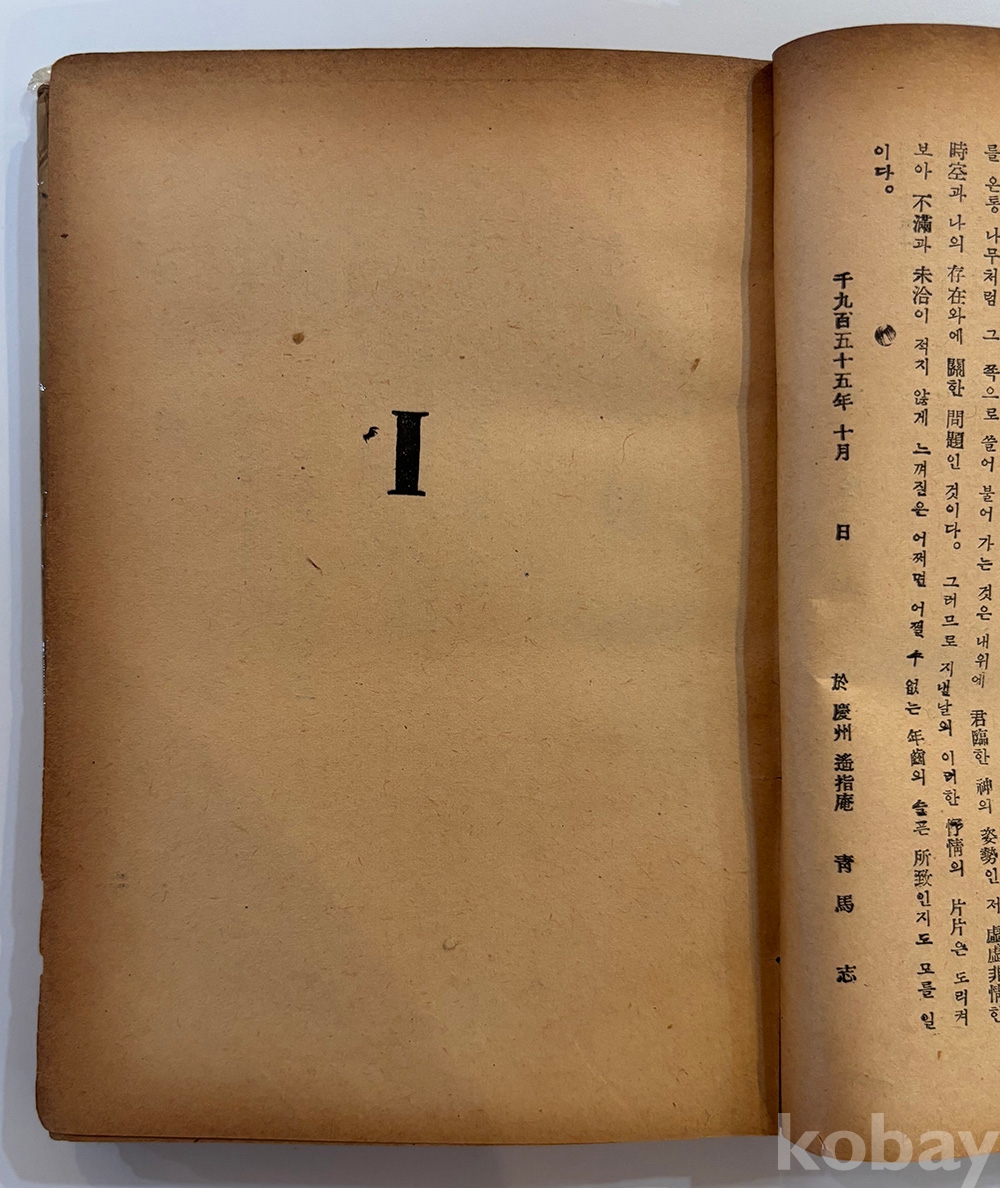 를 온통 나무처럼 그 쪽으로 쏠어 불어 가는 것은 내위에 君臨한 神의 姿勢인 저 虛虛非情한
時空과 나의 存在와에 關한 問題인 것이다。 그러므로 지낸날의 이러한 抒情의 片片은 도리켜
보아 不滿과 未洽이 적지 않게 느껴질은 어쩌면 어쩔 수 없는 年齒의 슬픈 所致인지도 모를 일
이다。
千九百五十五年 十月 日
於 慶州 遙指庵 靑馬 志
I
kobay